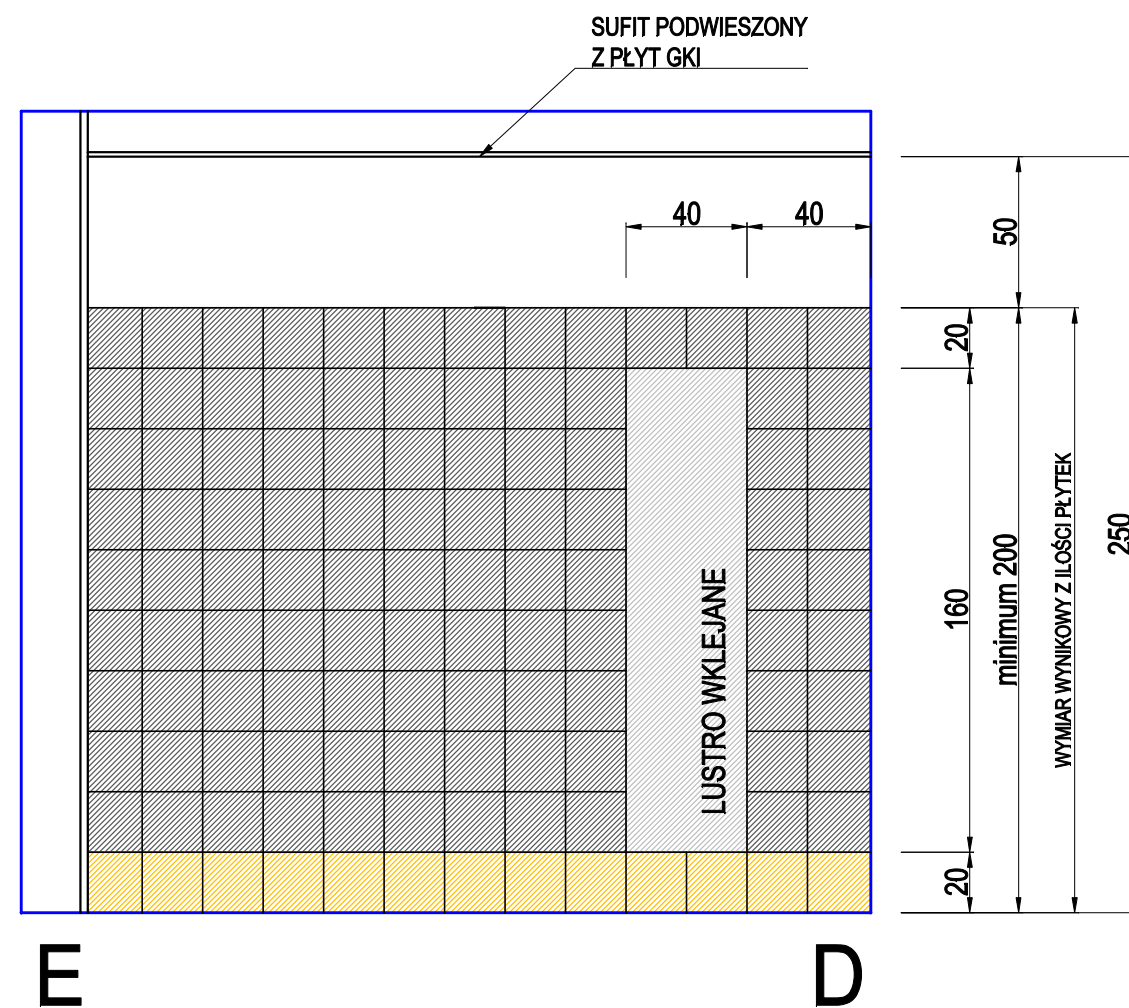 SUFIT PODWIESZONY
Z PŁYT GKI
40
40
50
20
160
minimum 200
WYMIAR WYNIKOWY Z ILOŚCI PŁYTEK
250
LUSTRO WKLEJANE
20
E
D